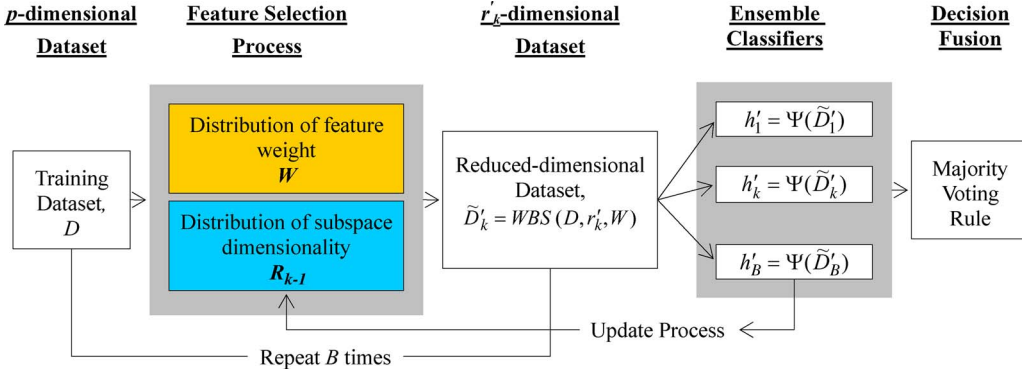 p-dimensional
Dataset
Feature Selection
Process
r′k-dimensional
Dataset
Ensemble
Classifiers
Decision
Fusion
Training
Dataset,
D
Distribution of feature
weight
W
Distribution of subspace
dimensionality
Rk-1
Reduced-dimensional
Dataset,
D̃′k = WBS (D, r′k, W)
h′1 = Ψ(D̃′1)
h′k = Ψ(D̃′k)
h′B = Ψ(D̃′B)
Majority
Voting
Rule
Update Process
Repeat B times